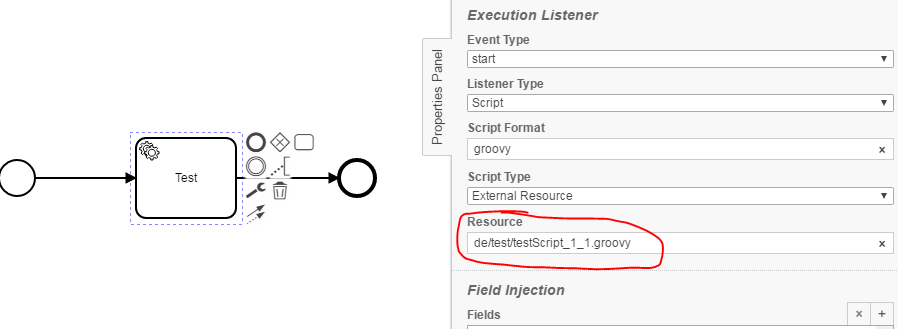 Test
Properties Panel
Execution Listener
Event Type
start
Listener Type
Script
Script Format
groovy
Script Type
External Resource
Resource
de/test/testScript_1_1.groovy
Field Injection
Fields